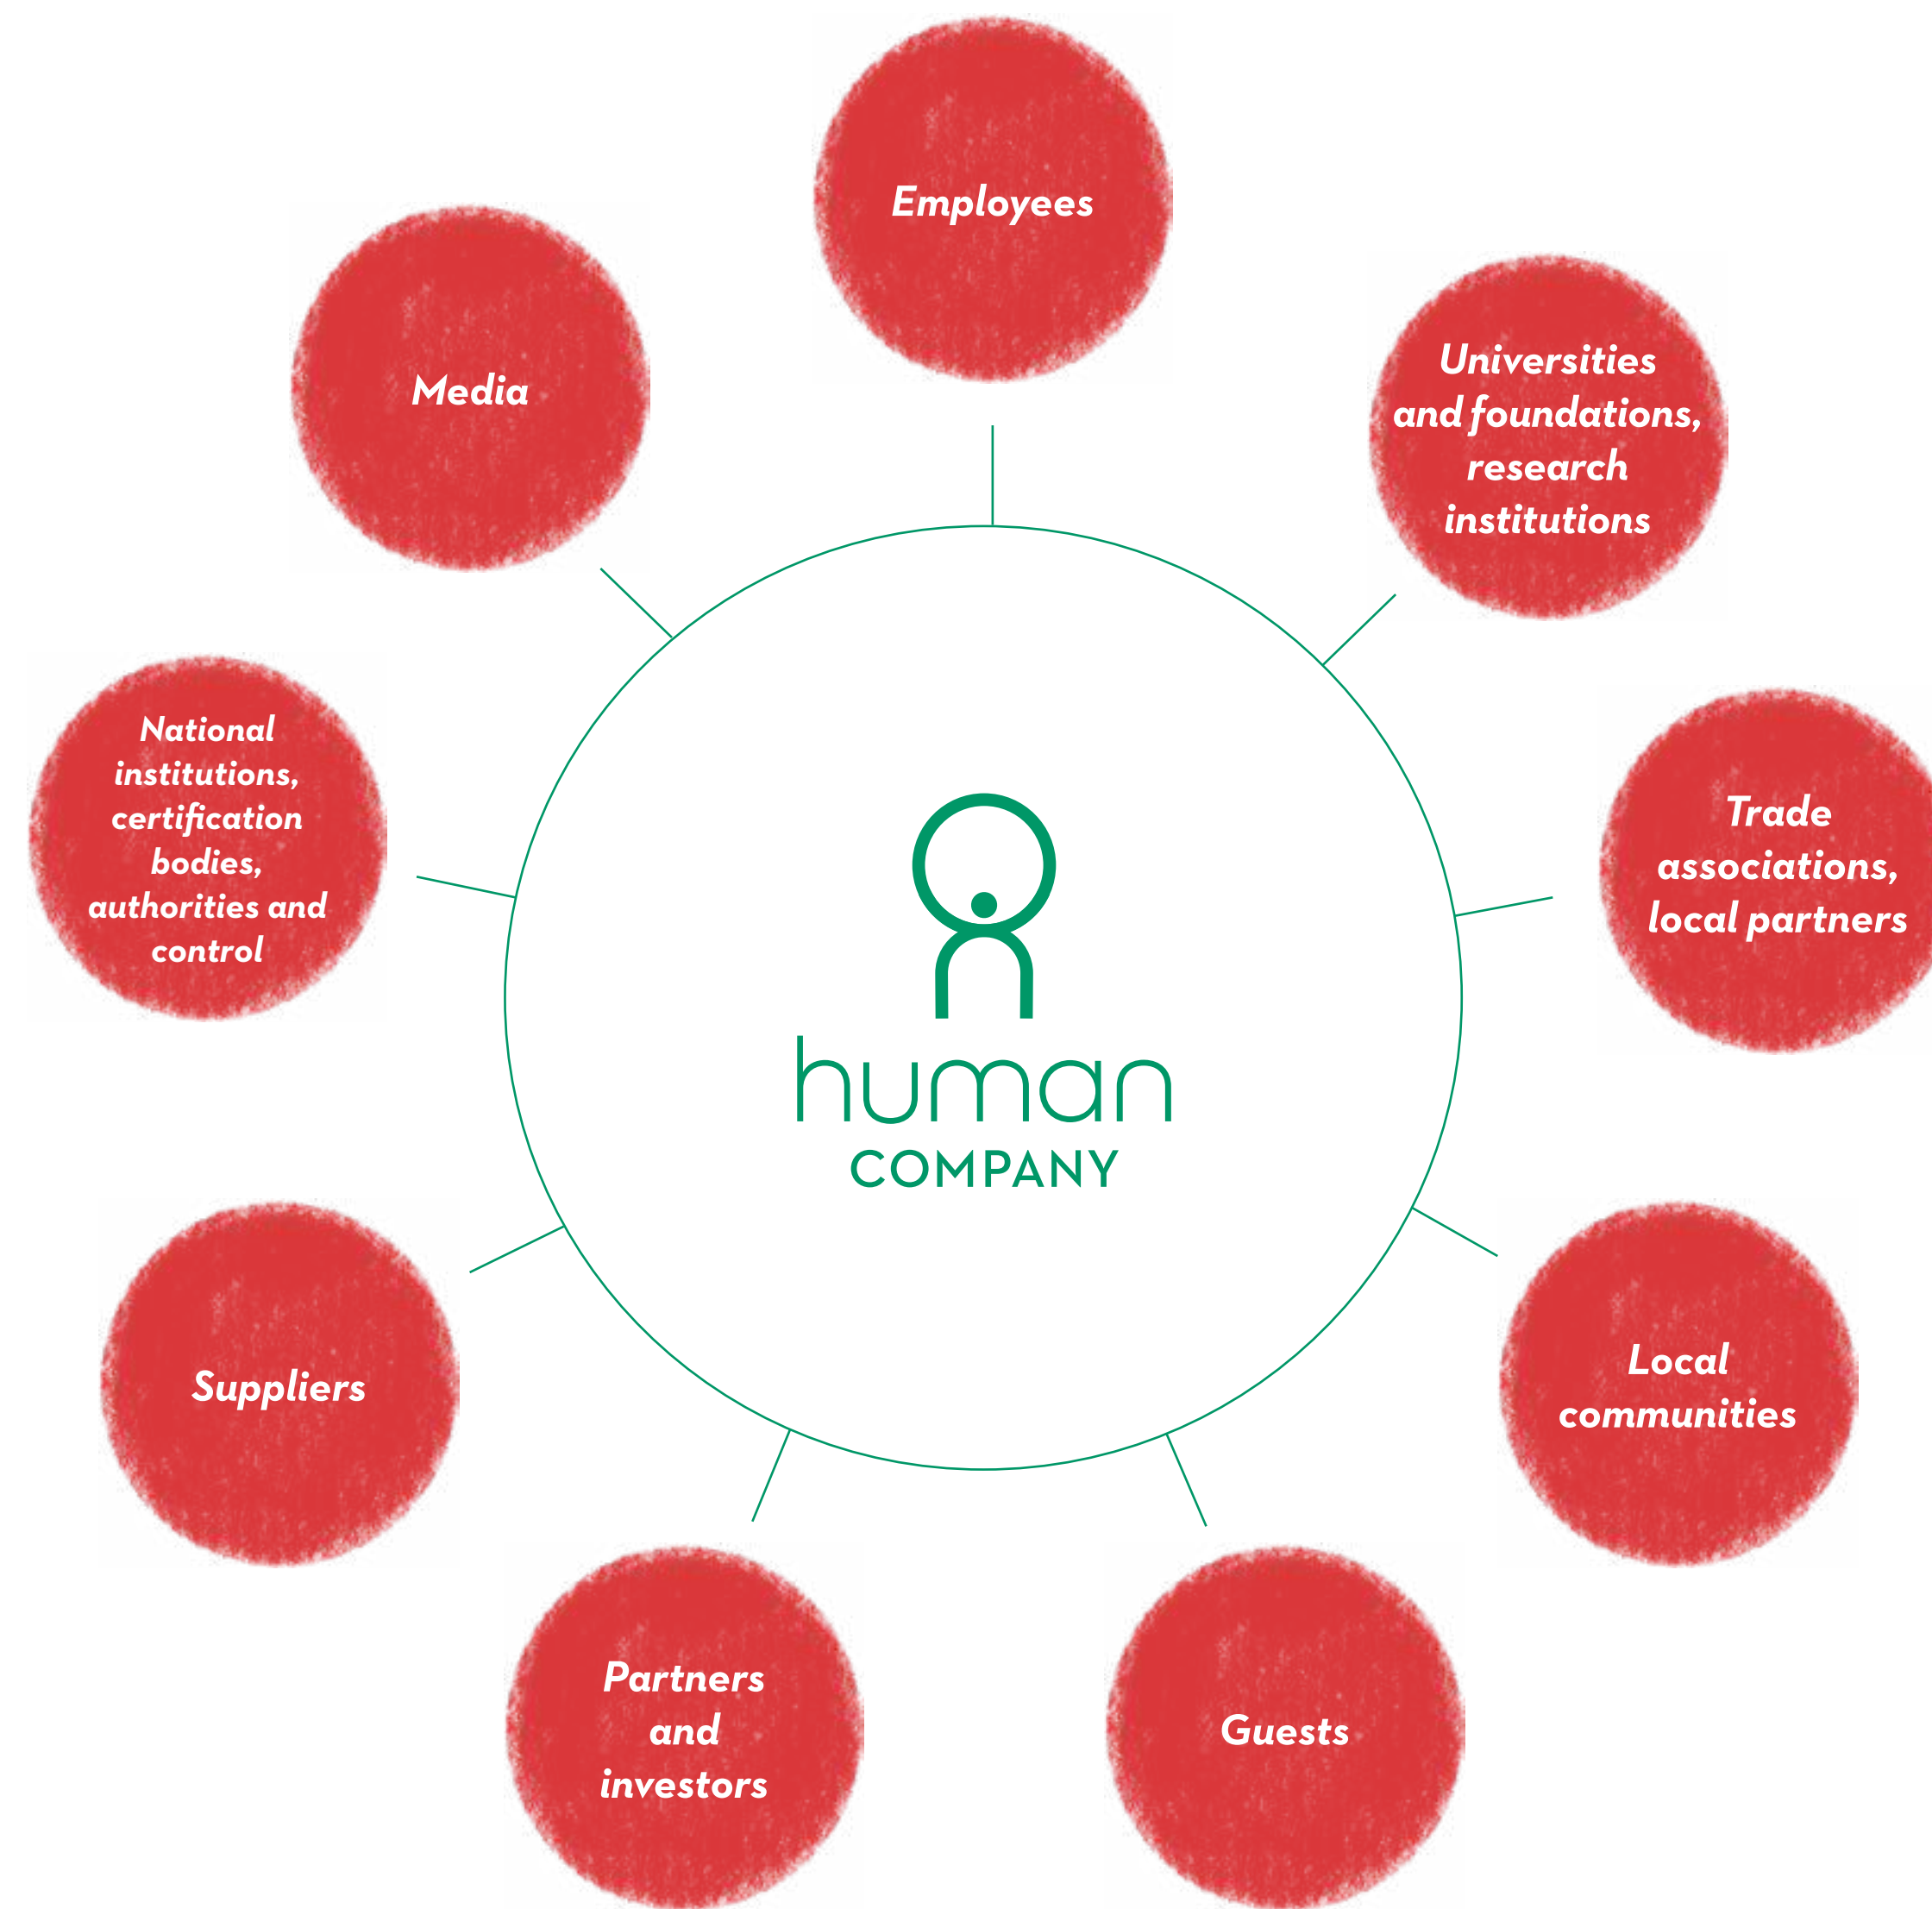 Employees
Media
Universities
and foundations,
research
institutions
National
institutions,
certification
bodies,
authorities and
control
Trade
associations,
local partners
human
COMPANY
Suppliers
Local
communities
Partners
and
investors
Guests